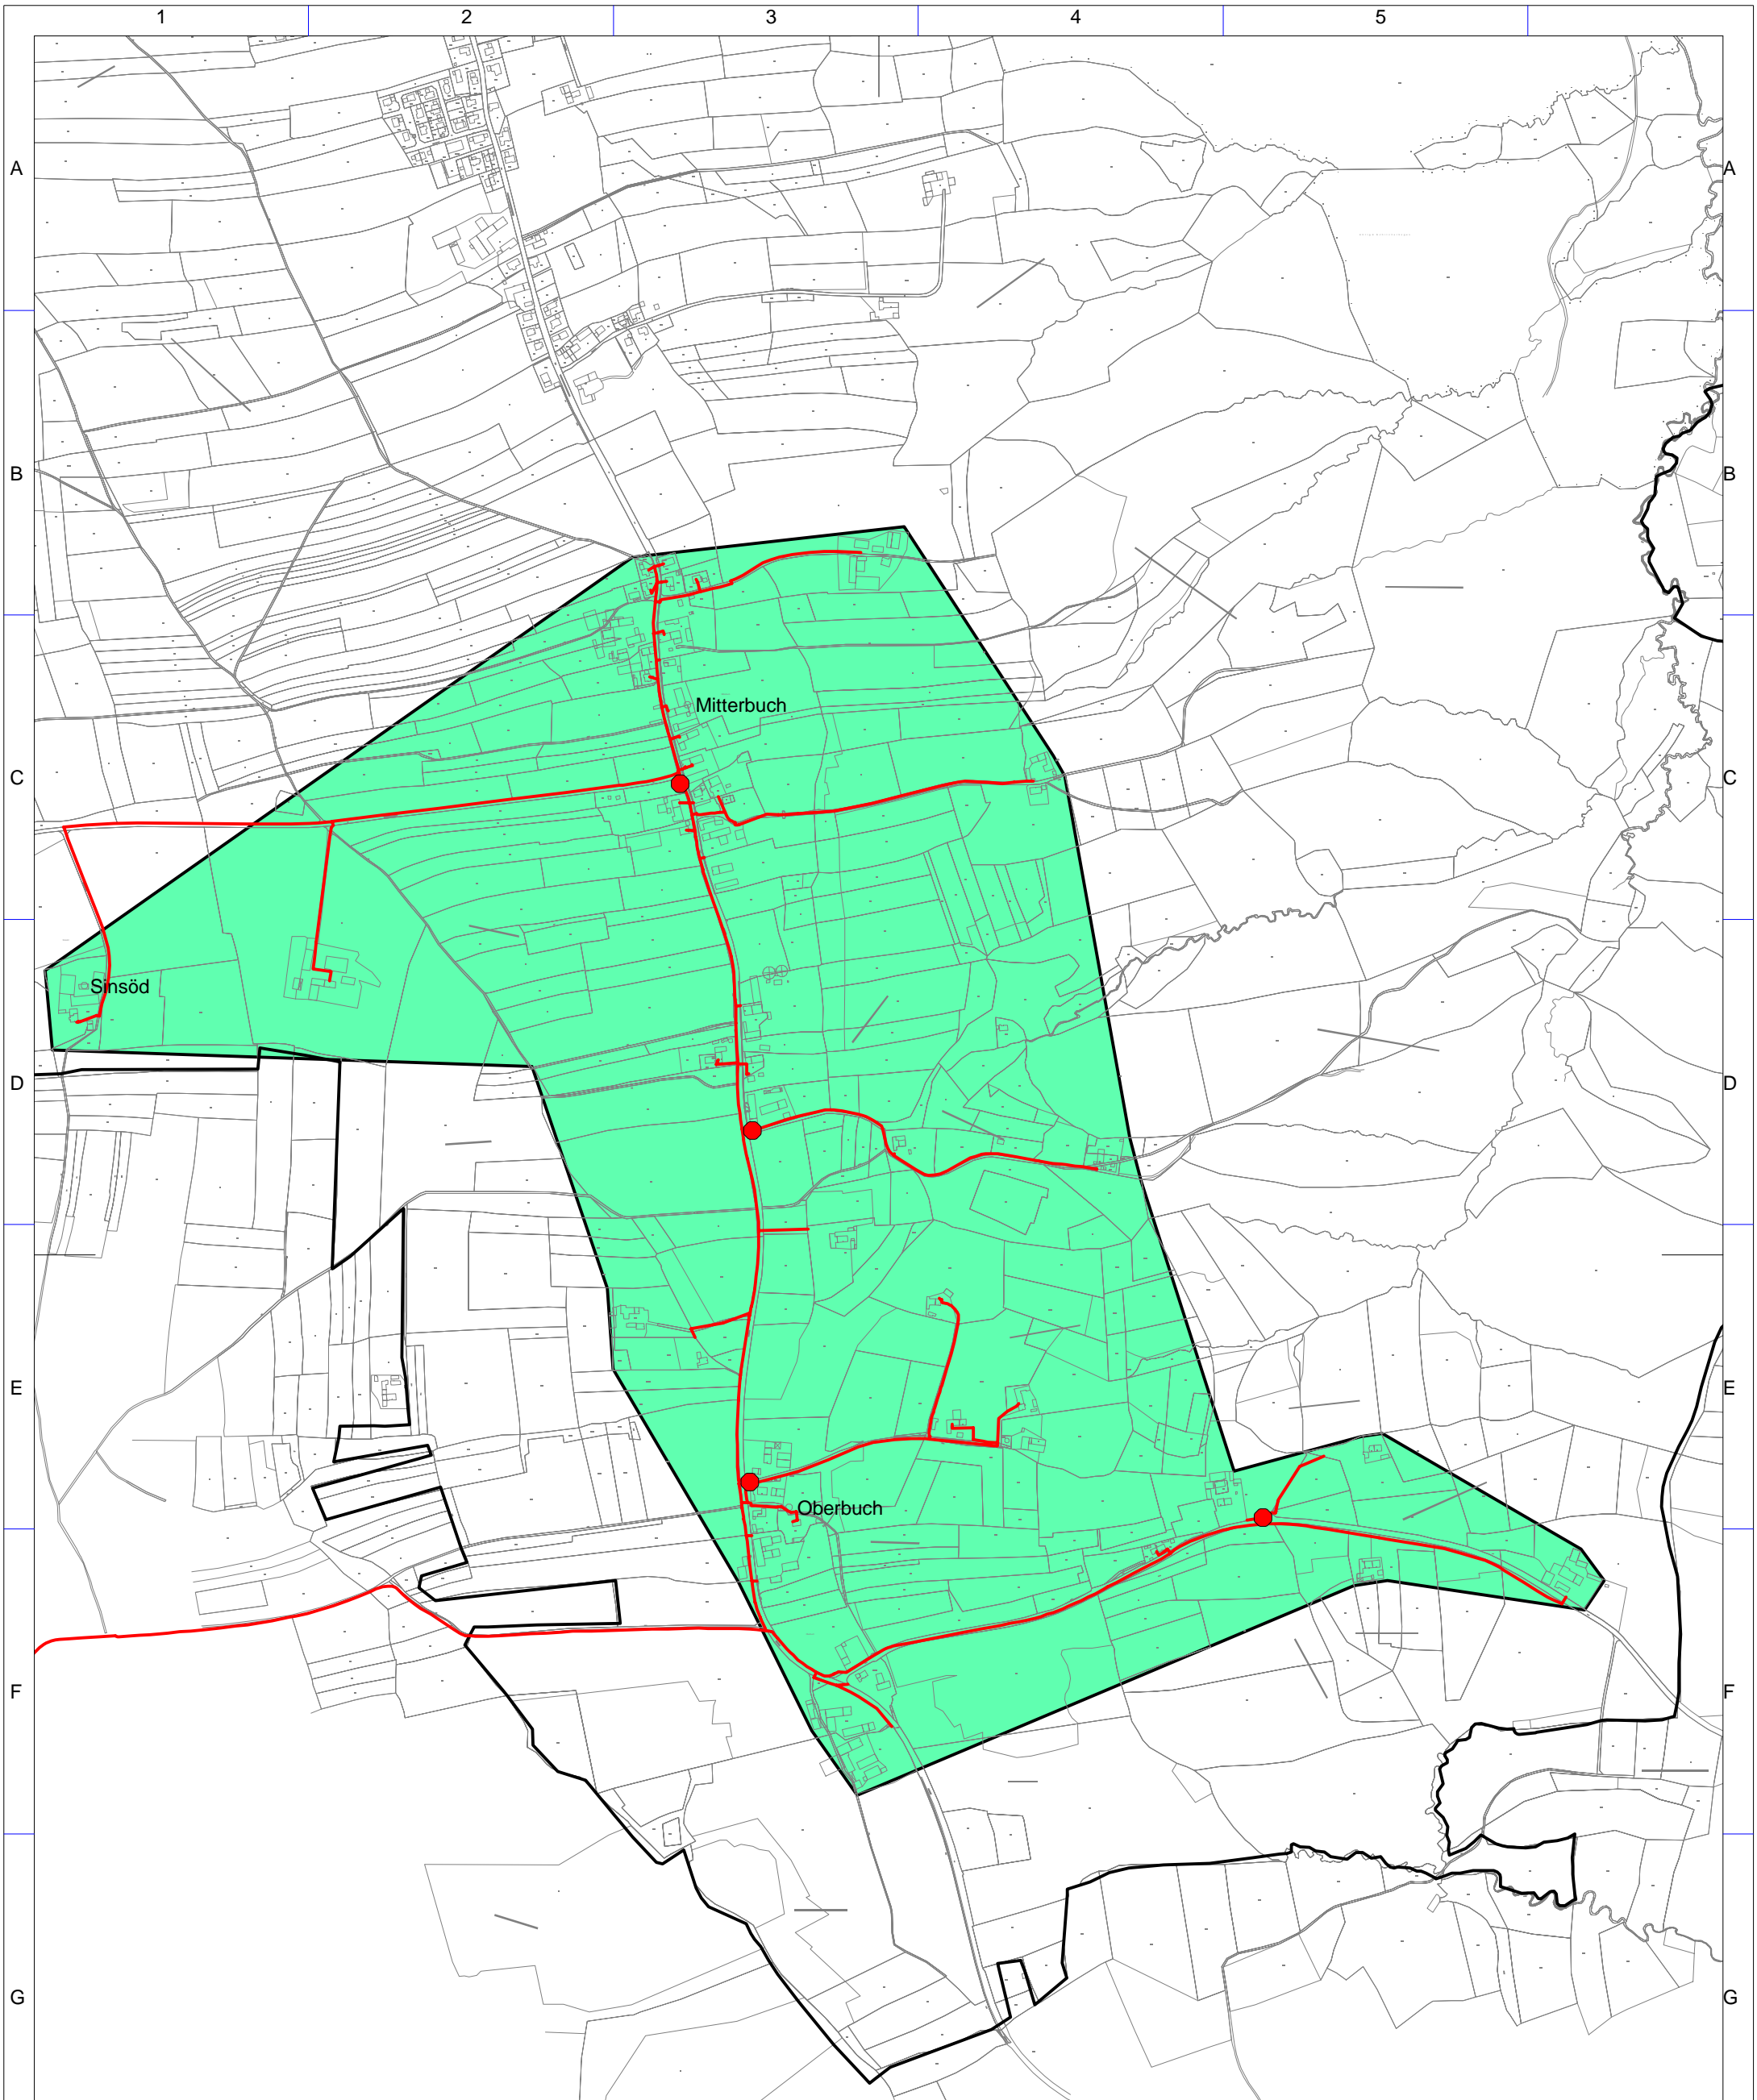 1 2 3 4 5
A A
B B
Mitterbuch
C C
Sinsöd
D D
E E
Oberbuch
F F
G G